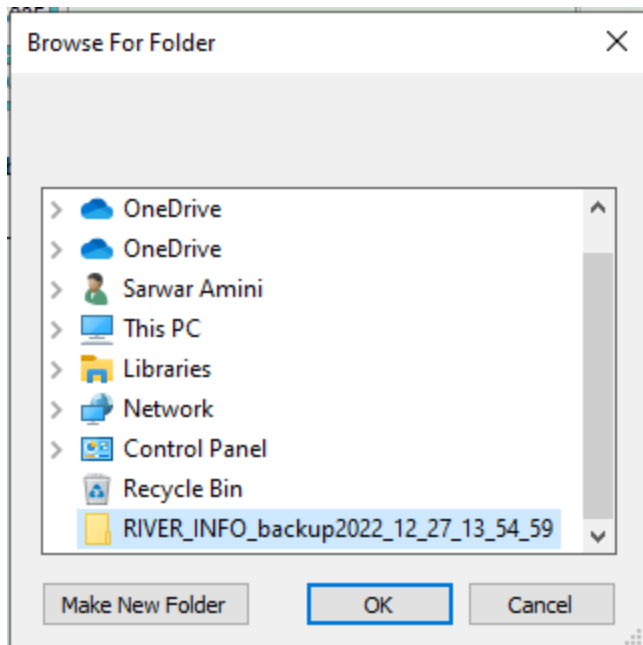 Browse For Folder
OneDrive
OneDrive
Sarwar Amini
This PC
Libraries
Network
Control Panel
Recycle Bin
RIVER_INFO_backup2022_12_27_13_54_59
Make New Folder
OK
Cancel